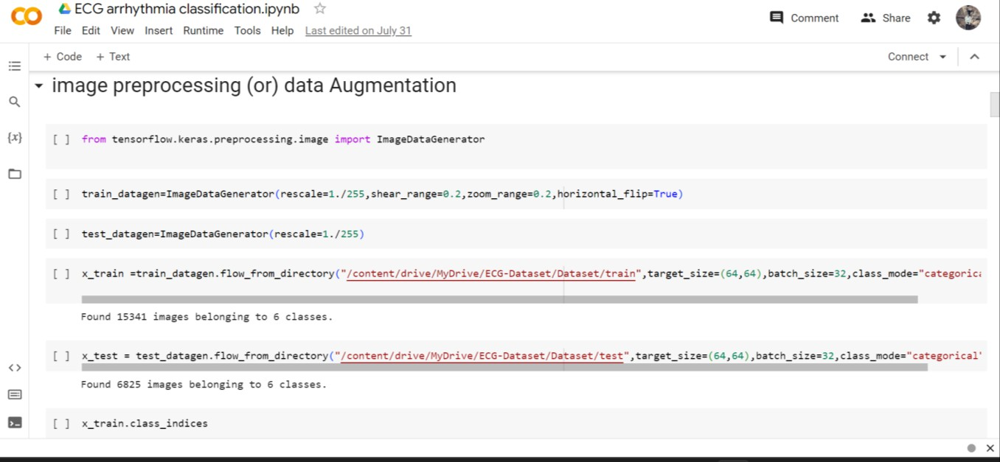 ECG arrhythmia classification.ipynb
Comment
Share
File Edit View Insert Runtime Tools Help Last edited on July 31
+ Code + Text
Connect
image preprocessing (or) data Augmentation
{x}
[ ] from tensorflow.keras.preprocessing.image import ImageDataGenerator
[ ] train_datagen=ImageDataGenerator(rescale=1./255,shear_range=0.2,zoom_range=0.2,horizontal_flip=True)
[ ] test_datagen=ImageDataGenerator(rescale=1./255)
[ ] x_train =train_datagen.flow_from_directory("/content/drive/MyDrive/ECG-Dataset/Dataset/train",target_size=(64,64),batch_size=32,class_mode="categorica
Found 15341 images belonging to 6 classes.
[ ] x_test = test_datagen.flow_from_directory("/content/drive/MyDrive/ECG-Dataset/Dataset/test",target_size=(64,64),batch_size=32,class_mode="categorical"
Found 6825 images belonging to 6 classes.
[ ] x_train.class_indices